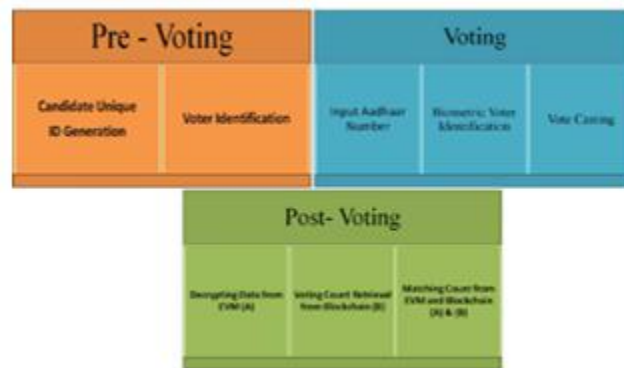 Pre - Voting
Voting
Candidate Unique
ID Generation
Voter Identification
Input Aadhaar
Number
Biometric Voter
Identification
Vote Casting
Post- Voting
Decrypting Data from
EVM (A)
Voting Count Retrieval
from Blockchain (B)
Matching Count from
EVM and Blockchain
(A) & (B)